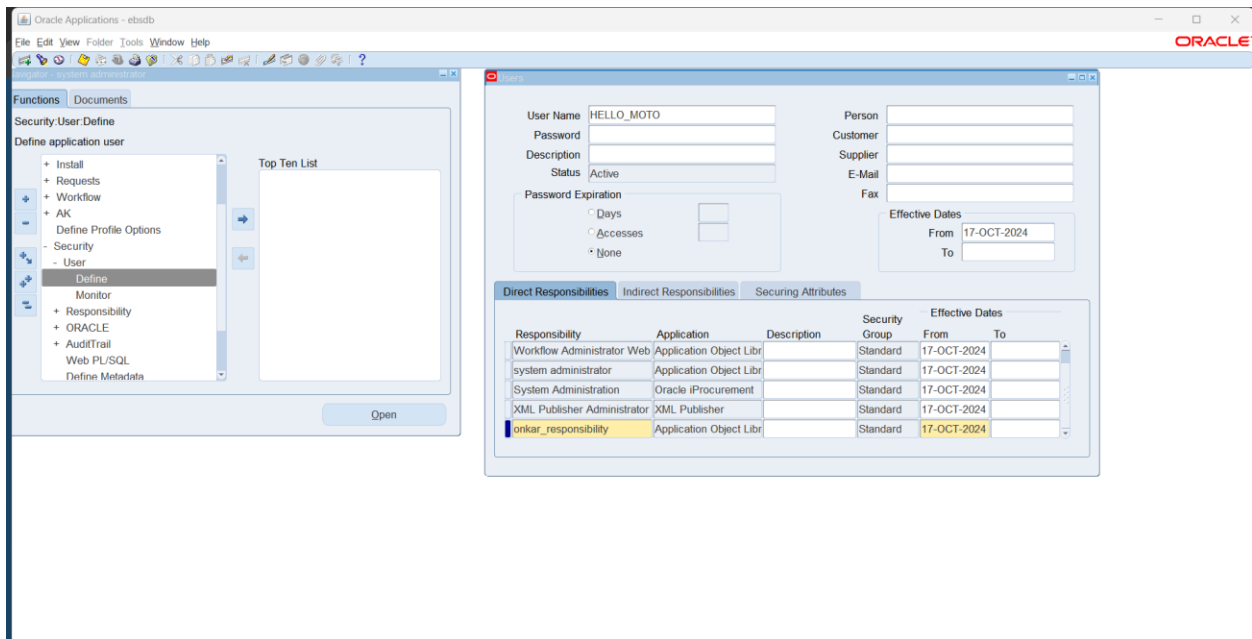 Oracle Applications - ebsdb
File Edit View Folder Tools Window Help
ORACLE
Navigator - system administrator
Functions Documents
Security:User:Define
Define application user
+ Install
+ Requests
+ Workflow
+ AK
Define Profile Options
- Security
- User
Define
Monitor
+ Responsibility
+ ORACLE
+ AuditTrail
Web PL/SQL
Define Metadata
Top Ten List
Open
Users
User Name HELLO_MOTO
Password
Description
Status Active
Person
Customer
Supplier
E-Mail
Fax
Password Expiration
Days
Accesses
None
Effective Dates
From 17-OCT-2024
To
Direct Responsibilities Indirect Responsibilities Securing Attributes
Security Effective Dates
Responsibility Application Description Group From To
Workflow Administrator Web Application Object Libr Standard 17-OCT-2024
system administrator Application Object Libr Standard 17-OCT-2024
System Administration Oracle iProcurement Standard 17-OCT-2024
XML Publisher Administrator XML Publisher Standard 17-OCT-2024
onkar_responsibility Application Object Libr Standard 17-OCT-2024